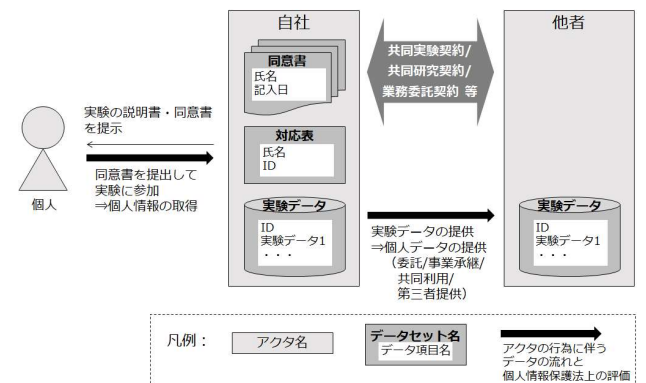 自社
他者
同意書
氏名
記入日
共同実験契約/
共同研究契約/
業務委託契約 等
実験の説明書・同意書
を提示
対応表
氏名
ID
同意書を提出して
実験に参加
⇒個人情報の取得
個人
実験データ
ID
実験データ1
・・・
実験データの提供
⇒個人データの提供
(委託/事業承継/
共同利用/
第三者提供)
実験データ
ID
実験データ1
・・・
凡例：
アクタ名
データセット名
データ項目名
アクタの行為に伴う
データの流れと
個人情報保護法上の評価